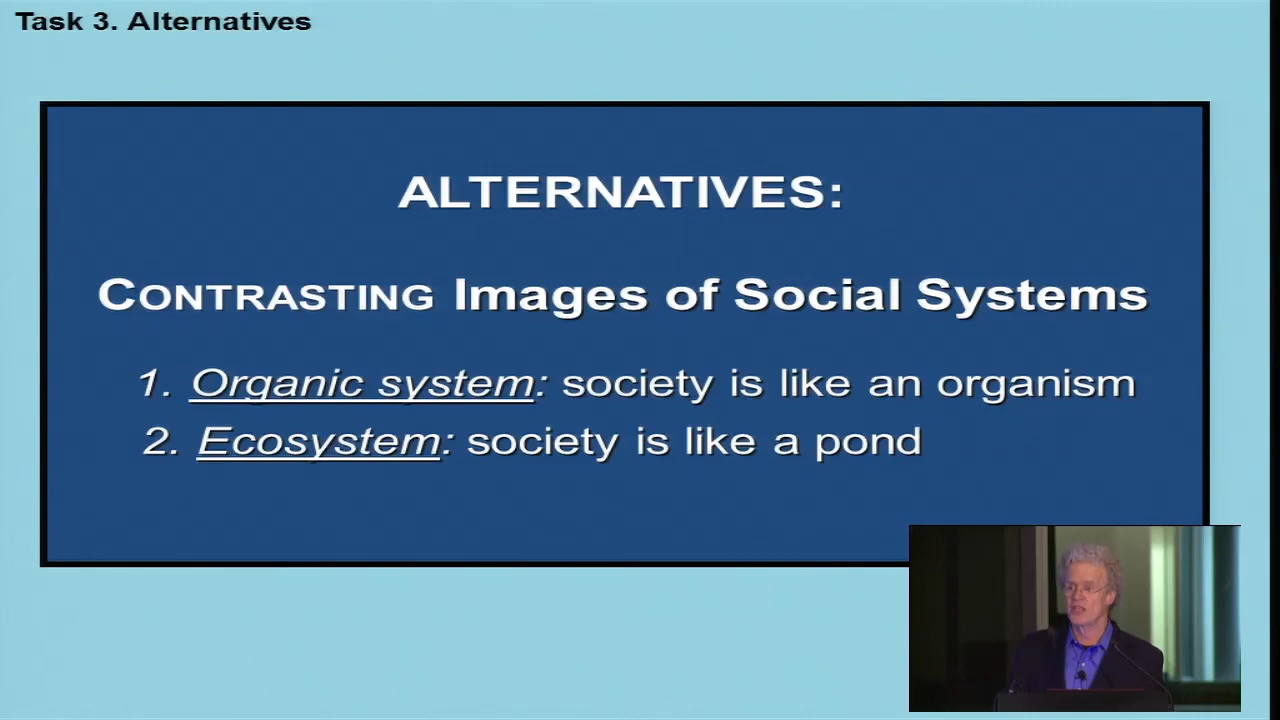 Task 3. Alternatives
ALTERNATIVES:
CONTRASTING Images of Social Systems
1. Organic system: society is like an organism
2. Ecosystem: society is like a pond